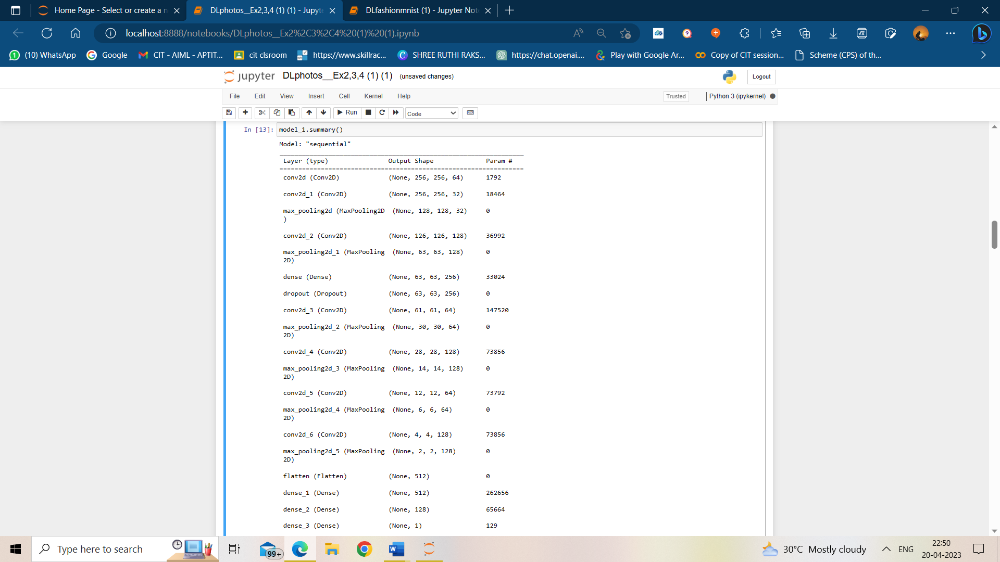 Home Page - Select or create a n
DLphotos__Ex2,3,4 (1) (1) - Jupyte
DLfashionmnist (1) - Jupyter Not
localhost:8888/notebooks/DLphotos__Ex2%2C3%2C4%20(1)%20(1).ipynb
(10) WhatsApp
Google
CIT - AIML - APTIT...
cit clsroom
https://www.skillrac...
SHREE RUTHI RAKS...
https://chat.openai....
Play with Google Ar...
Copy of CIT session...
Scheme (CPS) of th...
jupyter DLphotos__Ex2,3,4 (1) (1) (unsaved changes)
Logout
File Edit View Insert Cell Kernel Help
Trusted
Python 3 (ipykernel)
Run
Code
In [13]: model_1.summary()
Model: "sequential"
Layer (type) Output Shape Param #
=================================================================
conv2d (Conv2D) (None, 256, 256, 64) 1792
conv2d_1 (Conv2D) (None, 256, 256, 32) 18464
max_pooling2d (MaxPooling2D (None, 128, 128, 32) 0
)
conv2d_2 (Conv2D) (None, 126, 126, 128) 36992
max_pooling2d_1 (MaxPooling (None, 63, 63, 128) 0
2D)
dense (Dense) (None, 63, 63, 256) 33024
dropout (Dropout) (None, 63, 63, 256) 0
conv2d_3 (Conv2D) (None, 61, 61, 64) 147520
max_pooling2d_2 (MaxPooling (None, 30, 30, 64) 0
2D)
conv2d_4 (Conv2D) (None, 28, 28, 128) 73856
max_pooling2d_3 (MaxPooling (None, 14, 14, 128) 0
2D)
conv2d_5 (Conv2D) (None, 12, 12, 64) 73792
max_pooling2d_4 (MaxPooling (None, 6, 6, 64) 0
2D)
conv2d_6 (Conv2D) (None, 4, 4, 128) 73856
max_pooling2d_5 (MaxPooling (None, 2, 2, 128) 0
2D)
flatten (Flatten) (None, 512) 0
dense_1 (Dense) (None, 512) 262656
dense_2 (Dense) (None, 128) 65664
dense_3 (Dense) (None, 1) 129
Type here to search
99+
30°C Mostly cloudy
ENG
22:50
20-04-2023